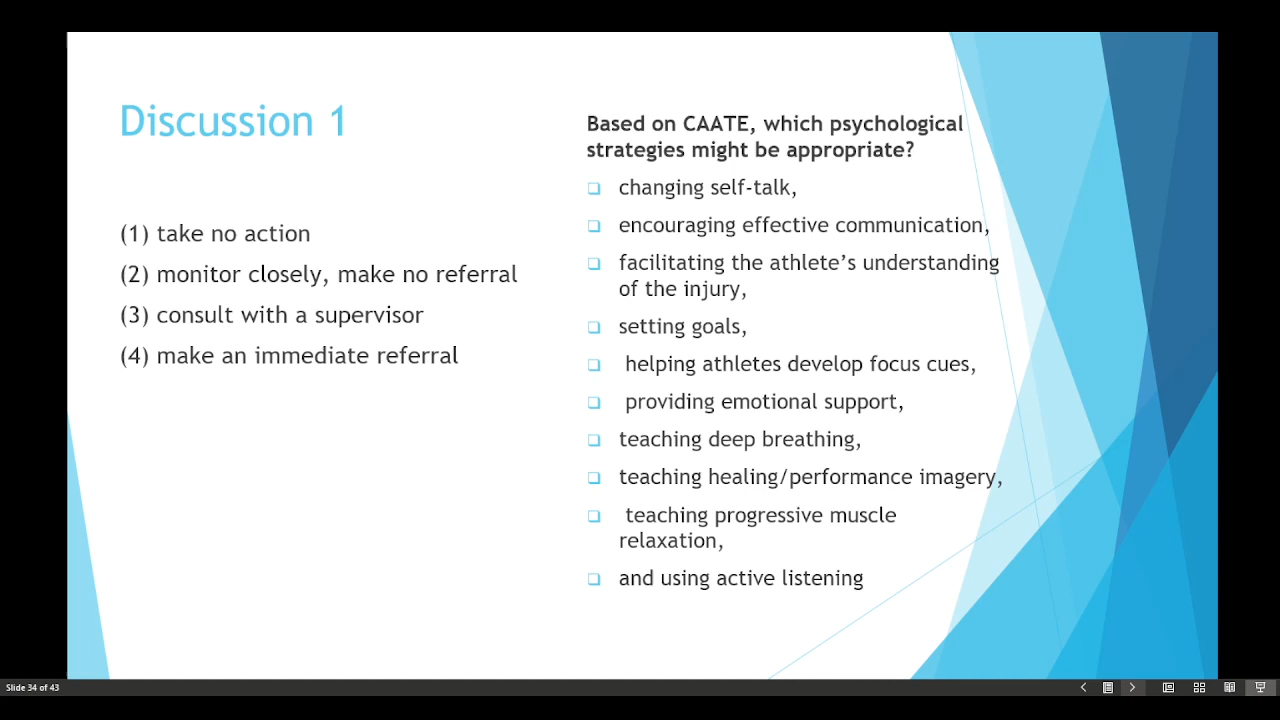 Discussion 1
(1) take no action
(2) monitor closely, make no referral
(3) consult with a supervisor
(4) make an immediate referral
Based on CAATE, which psychological
strategies might be appropriate?
changing self-talk,
encouraging effective communication,
facilitating the athlete’s understanding
of the injury,
setting goals,
helping athletes develop focus cues,
providing emotional support,
teaching deep breathing,
teaching healing/performance imagery,
teaching progressive muscle
relaxation,
and using active listening
Slide 34 of 43